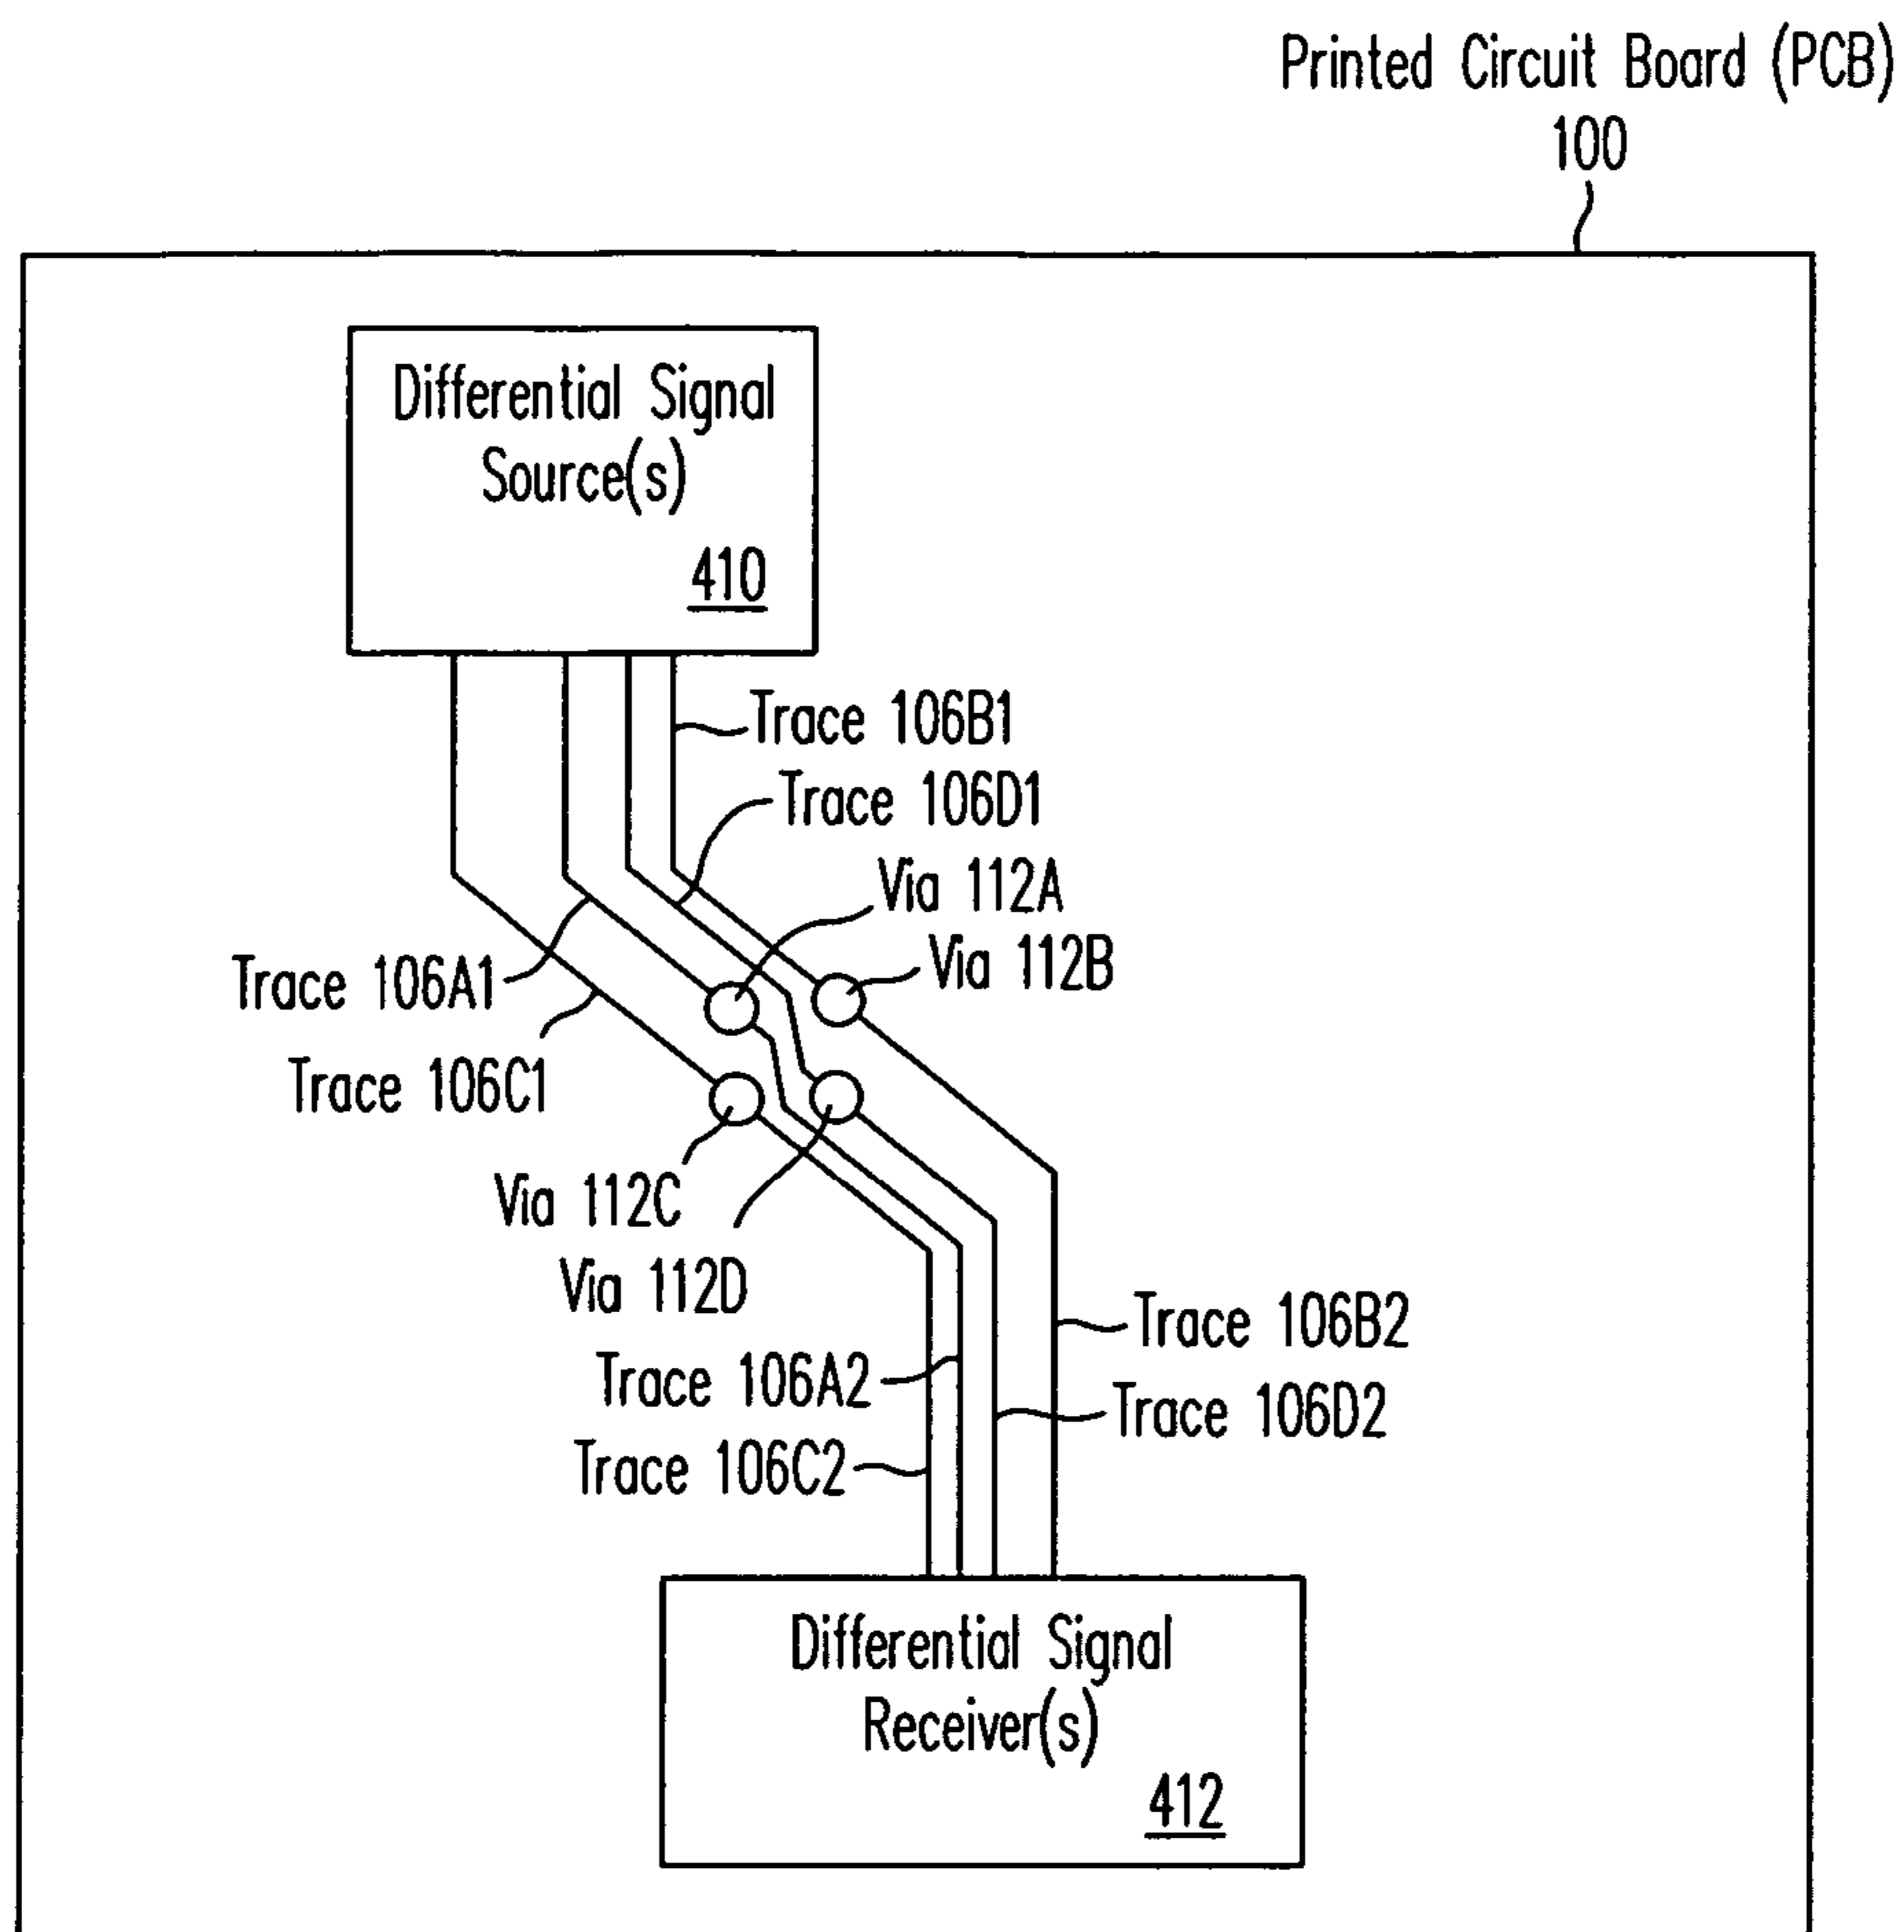 Printed Circuit Board (PCB)
100
Differential Signal
Source(s)
410
Trace 106B1
Trace 106D1
Via 112A
Via 112B
Trace 106A1
Trace 106C1
Via 112C
Via 112D
Trace 106B2
Trace 106A2
Trace 106D2
Trace 106C2
Differential Signal
Receiver(s)
412